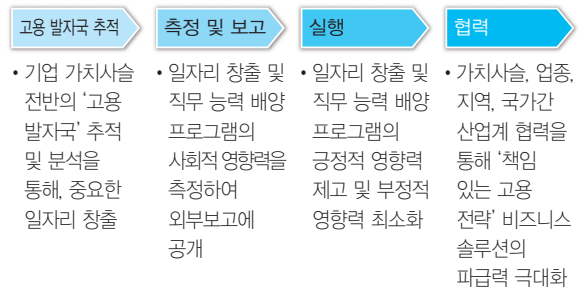 고용 발자국 추적
• 기업 가치사슬
전반의 ‘고용
발자국’ 추적
및 분석을
통해, 중요한
일자리 창출
측정 및 보고
• 일자리 창출 및
직무 능력 배양
프로그램의
사회적 영향력을
측정하여
외부보고에
공개
실행
• 일자리 창출 및
직무 능력 배양
프로그램의
긍정적 영향력
제고 및 부정적
영향력 최소화
협력
• 가치사슬, 업종,
지역, 국가간
산업계 협력을
통해 ‘책임
있는 고용
전략’ 비즈니스
솔루션의
파급력 극대화